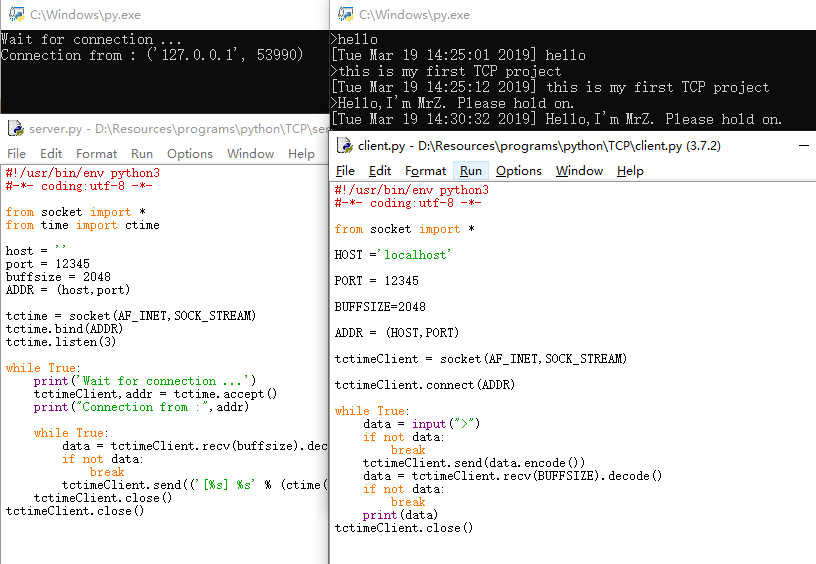 C:\Windows\py.exe
Wait for connection ...
Connection from : ('127.0.0.1', 53990)
server.py - D:\Resources\programs\python\TCP\ser
File Edit Format Run Options Window Help
#!/usr/bin/env python3
#-*- coding:utf-8 -*-
from socket import *
from time import ctime
host = ''
port = 12345
buffsize = 2048
ADDR = (host,port)
tctime = socket(AF_INET,SOCK_STREAM)
tctime.bind(ADDR)
tctime.listen(3)
while True:
    print('Wait for connection ...')
    tctimeClient,addr = tctime.accept()
    print("Connection from :",addr)
    while True:
        data = tctimeClient.recv(buffsize).dec
        if not data:
            break
        tctimeClient.send(('[%s] %s' % (ctime(
    tctimeClient.close()
tctimeClient.close()
C:\Windows\py.exe
>hello
[Tue Mar 19 14:25:01 2019] hello
>this is my first TCP project
[Tue Mar 19 14:25:12 2019] this is my first TCP project
>Hello,I'm MrZ. Please hold on.
[Tue Mar 19 14:30:32 2019] Hello,I'm MrZ. Please hold on.
client.py - D:\Resources\programs\python\TCP\client.py (3.7.2)
File Edit Format Run Options Window Help
#!/usr/bin/env python3
#-*- coding:utf-8 -*-
from socket import *
HOST ='localhost'
PORT = 12345
BUFFSIZE=2048
ADDR = (HOST,PORT)
tctimeClient = socket(AF_INET,SOCK_STREAM)
tctimeClient.connect(ADDR)
while True:
    data = input(">")
    if not data:
        break
    tctimeClient.send(data.encode())
    data = tctimeClient.recv(BUFFSIZE).decode()
    if not data:
        break
    print(data)
tctimeClient.close()